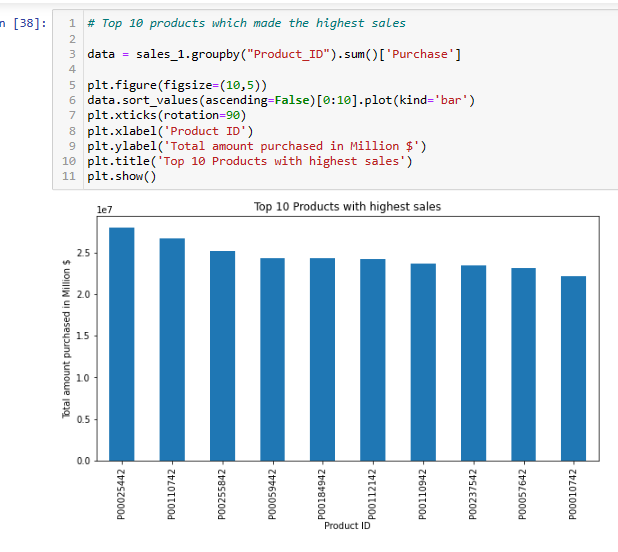 n [38]:
1 # Top 10 products which made the highest sales
2
3 data = sales_1.groupby("Product_ID").sum()['Purchase']
4
5 plt.figure(figsize=(10,5))
6 data.sort_values(ascending=False)[0:10].plot(kind='bar')
7 plt.xticks(rotation=90)
8 plt.xlabel('Product ID')
9 plt.ylabel('Total amount purchased in Million $')
10 plt.title('Top 10 Products with highest sales')
11 plt.show()
1e7
Top 10 Products with highest sales
Total amount purchased in Million $
2.5
2.0
1.5
1.0
0.5
0.0
P00025442
P00110742
P00255842
P00059442
P00184942
P00112142
P00110942
P00237542
P00057642
P00010742
Product ID